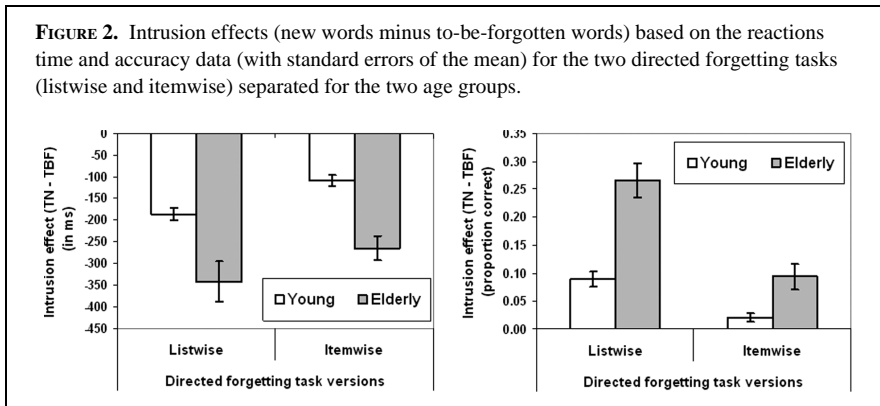 FIGURE 2. Intrusion effects (new words minus to-be-forgotten words) based on the reactions
time and accuracy data (with standard errors of the mean) for the two directed forgetting tasks
(listwise and itemwise) separated for the two age groups.
Intrusion effect (TN - TBF)
(in ms)
0
-50
-100
-150
-200
-250
-300
-350
-400
-450
Young Elderly
Listwise Itemwise
Directed forgetting task versions
Intrusion effect (TN - TBF)
(proportion correct)
0.35
0.30
0.25
0.20
0.15
0.10
0.05
0.00
Young Elderly
Listwise Itemwise
Directed forgetting task versions